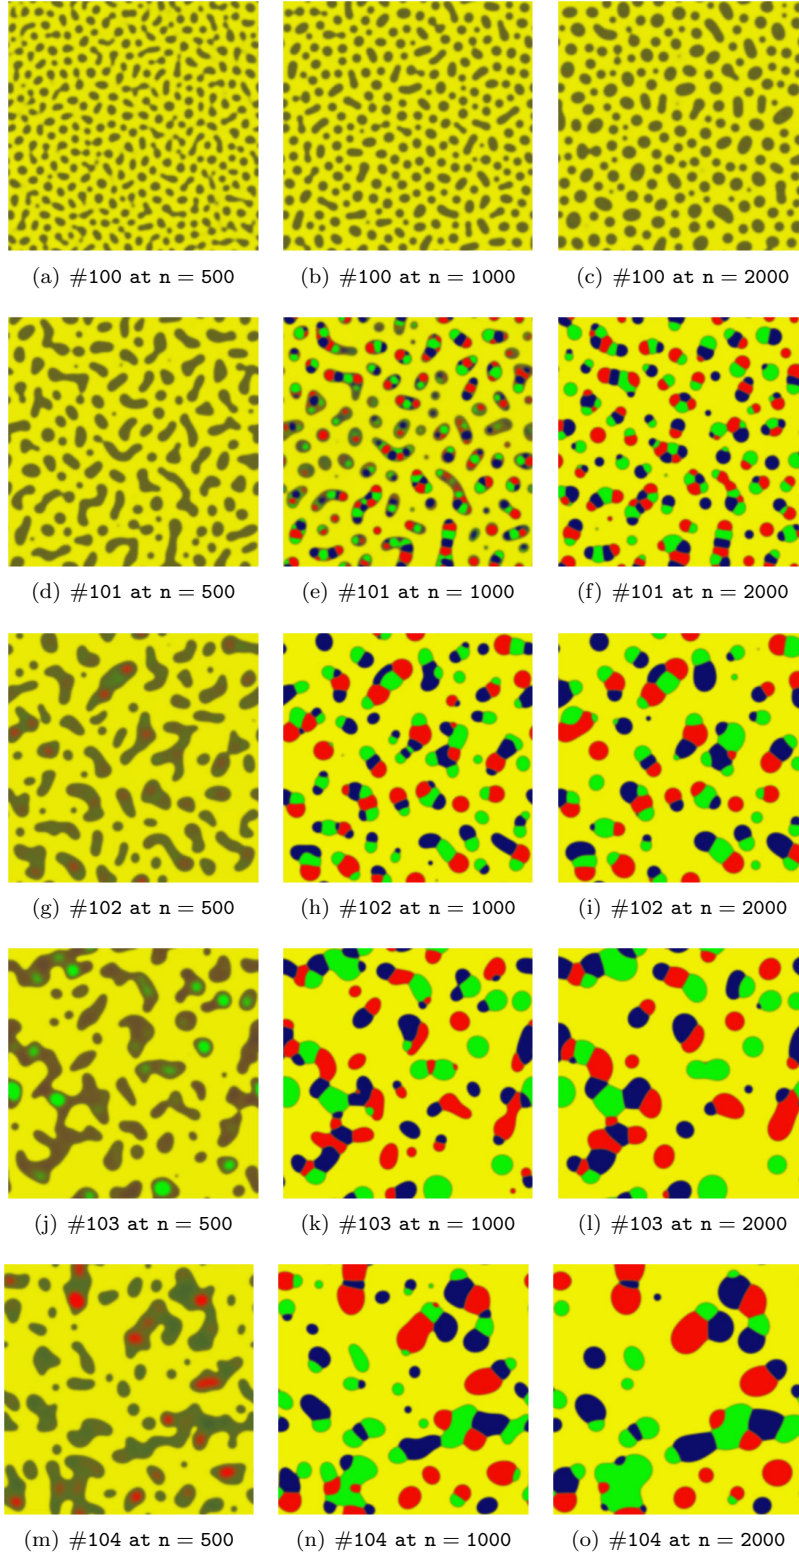 (a) #100 at n = 500 (b) #100 at n = 1000 (c) #100 at n = 2000
(d) #101 at n = 500 (e) #101 at n = 1000 (f) #101 at n = 2000
(g) #102 at n = 500 (h) #102 at n = 1000 (i) #102 at n = 2000
(j) #103 at n = 500 (k) #103 at n = 1000 (l) #103 at n = 2000
(m) #104 at n = 500 (n) #104 at n = 1000 (o) #104 at n = 2000